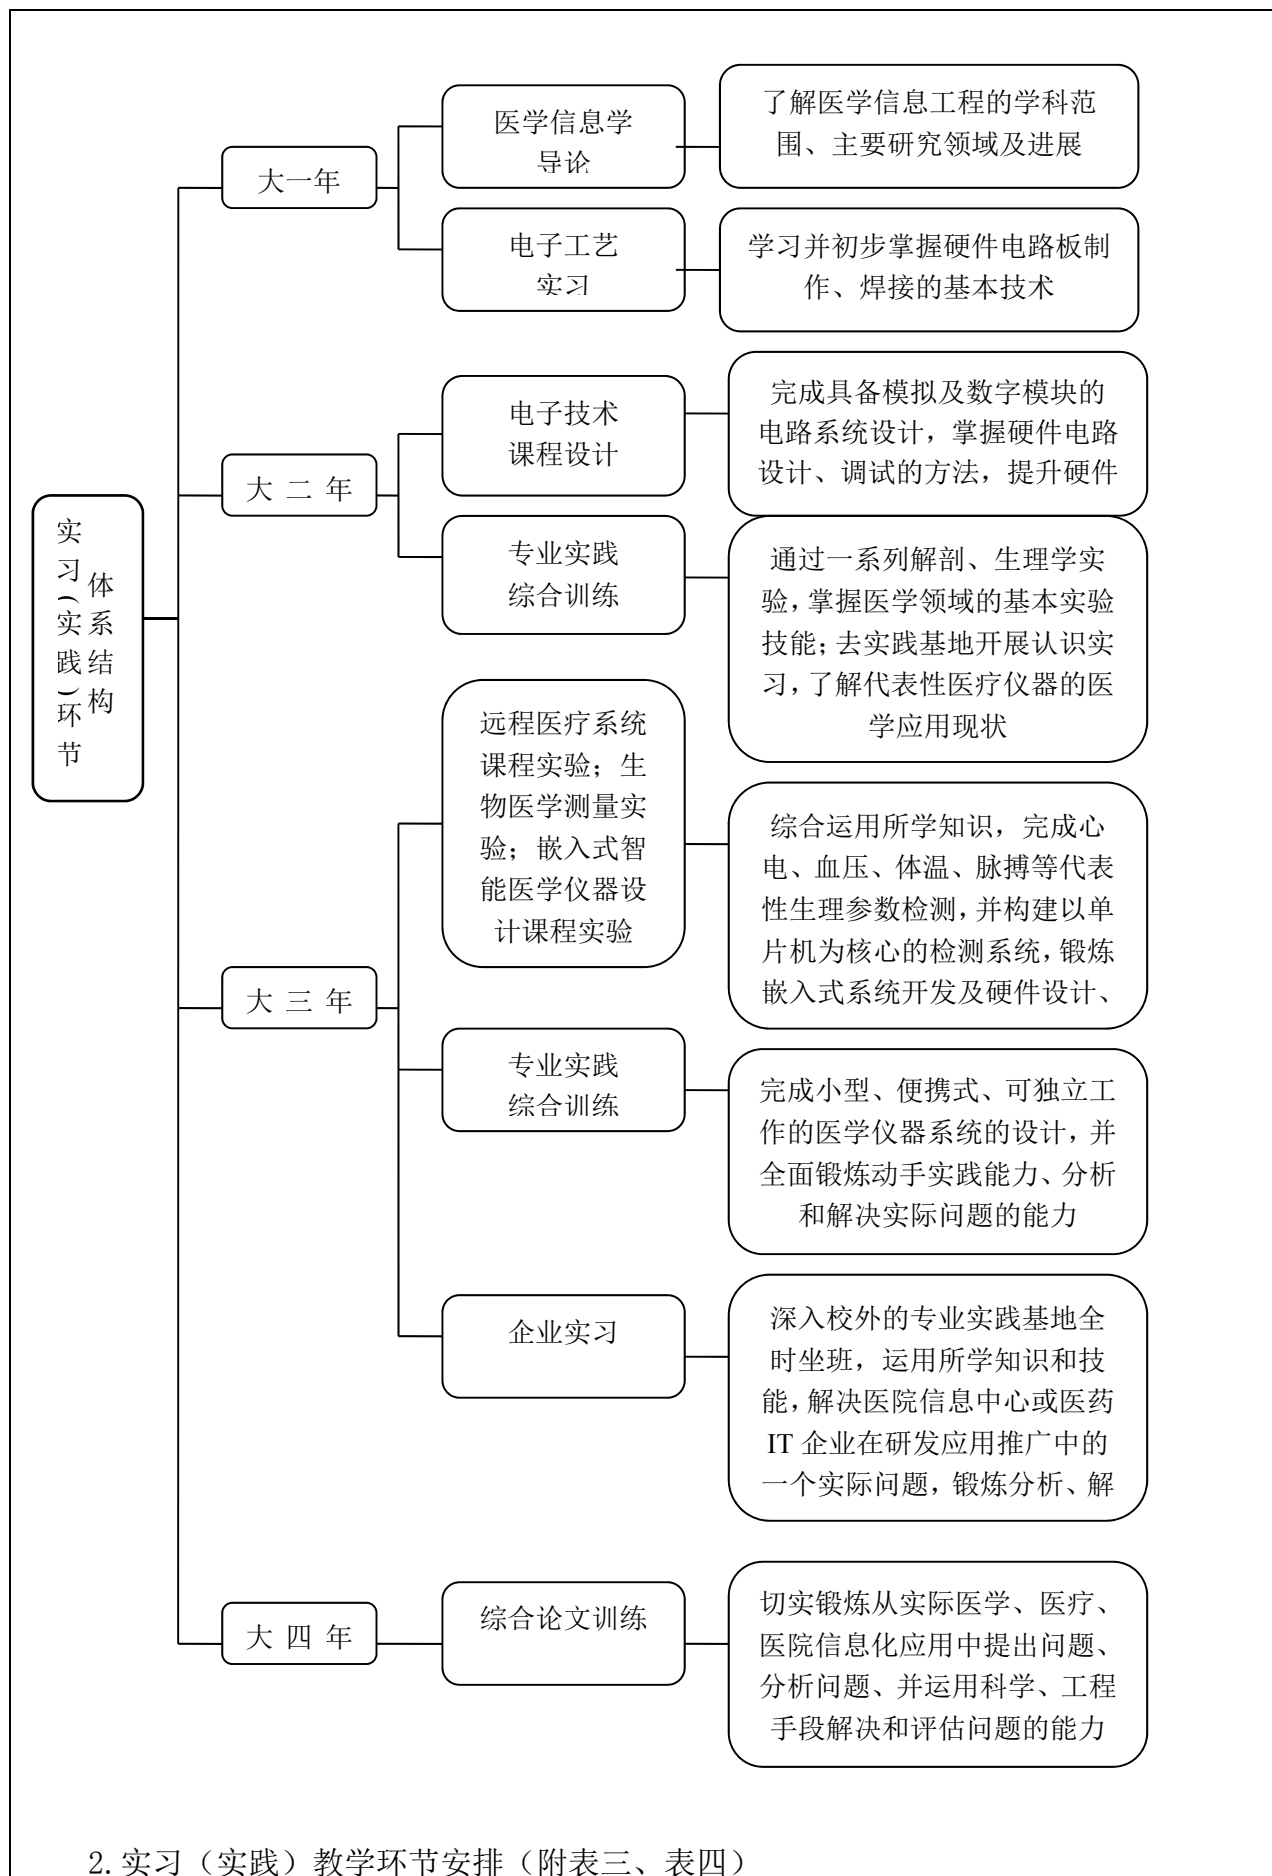 实习(实践)环节
体系结构
大一年
医学信息学
导论
了解医学信息工程的学科范
围、主要研究领域及进展
电子工艺
实习
学习并初步掌握硬件电路板制
作、焊接的基本技术
大 二 年
电子技术
课程设计
完成具备模拟及数字模块的
电路系统设计，掌握硬件电路
设计、调试的方法，提升硬件
专业实践
综合训练
通过一系列解剖、生理学实
验，掌握医学领域的基本实验
技能；去实践基地开展认识实
习，了解代表性医疗仪器的医
学应用现状
大 三 年
远程医疗系统
课程实验；生
物医学测量实
验；嵌入式智
能医学仪器设
计课程实验
综合运用所学知识，完成心
电、血压、体温、脉搏等代表
性生理参数检测，并构建以单
片机为核心的检测系统，锻炼
嵌入式系统开发及硬件设计、
专业实践
综合训练
完成小型、便携式、可独立工
作的医学仪器系统的设计，并
全面锻炼动手实践能力、分析
和解决实际问题的能力
企业实习
深入校外的专业实践基地全
时坐班，运用所学知识和技
能，解决医院信息中心或医药
IT 企业在研发应用推广中的
一个实际问题，锻炼分析、解
大 四 年
综合论文训练
切实锻炼从实际医学、医疗、
医院信息化应用中提出问题、
分析问题、并运用科学、工程
手段解决和评估问题的能力
2.实习（实践）教学环节安排（附表三、表四）